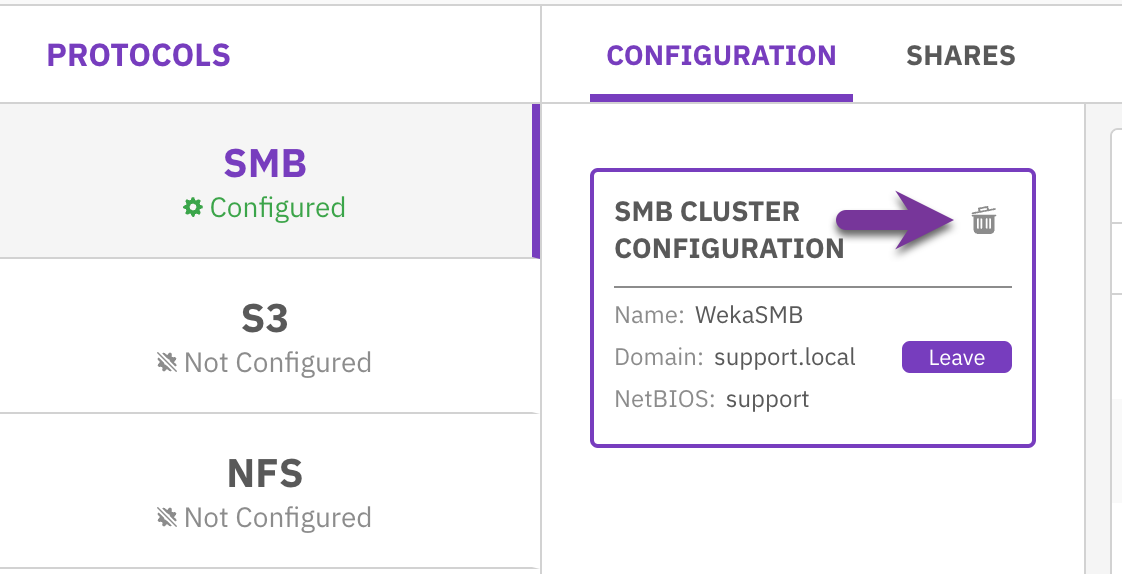 PROTOCOLS
CONFIGURATION
SHARES
SMB
Configured
S3
Not Configured
NFS
Not Configured
SMB CLUSTER
CONFIGURATION
Name: WekaSMB
Domain: support.local
Leave
NetBIOS: support